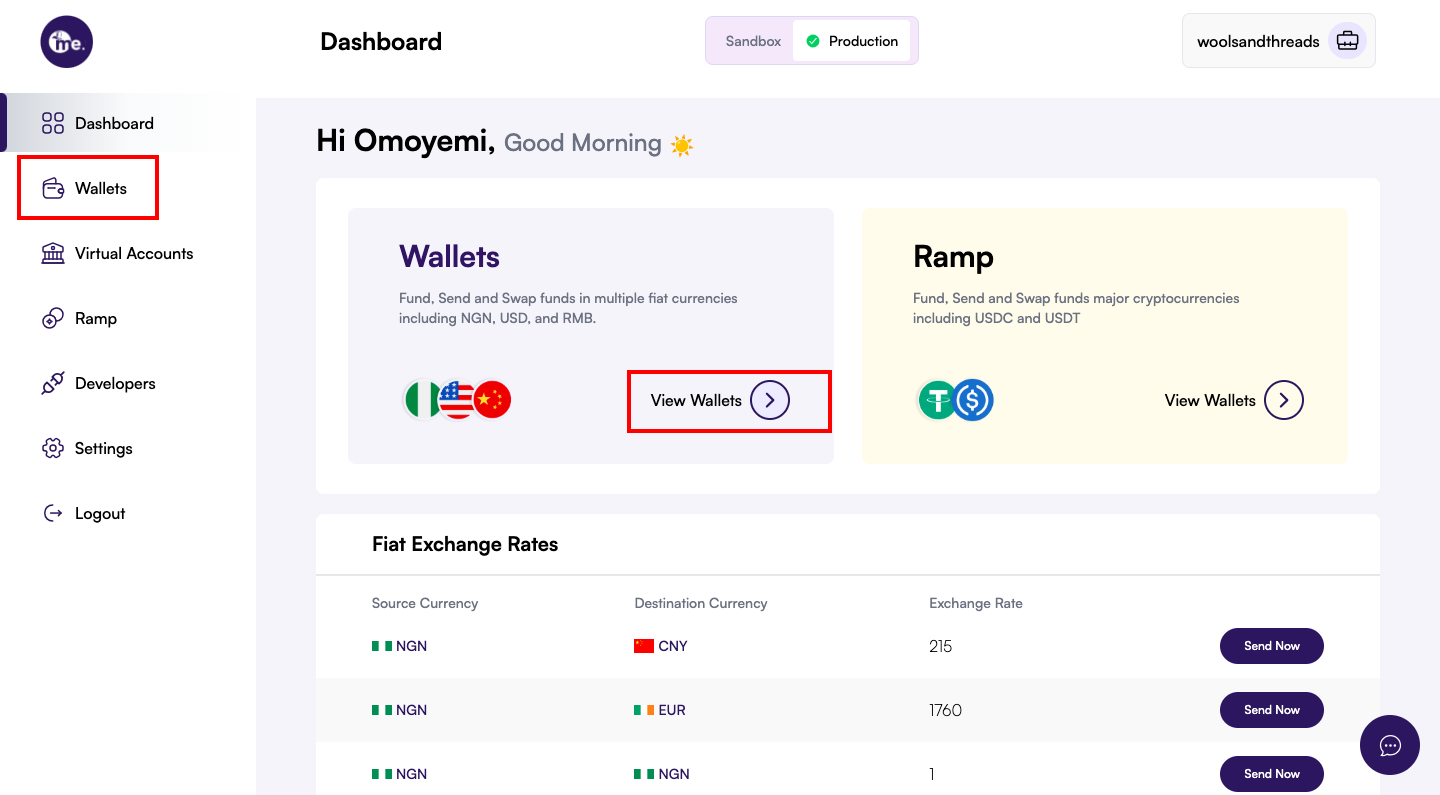 me.
Dashboard
Sandbox
Production
woolsandthreads
Dashboard
Wallets
Virtual Accounts
Ramp
Developers
Settings
Logout
Hi Omoyemi, Good Morning
Wallets
Fund, Send and Swap funds in multiple fiat currencies
including NGN, USD, and RMB.
View Wallets
Ramp
Fund, Send and Swap funds major cryptocurrencies
including USDC and USDT
View Wallets
Fiat Exchange Rates
Source Currency Destination Currency Exchange Rate
NGN CNY 215 Send Now
NGN EUR 1760 Send Now
NGN NGN 1 Send Now